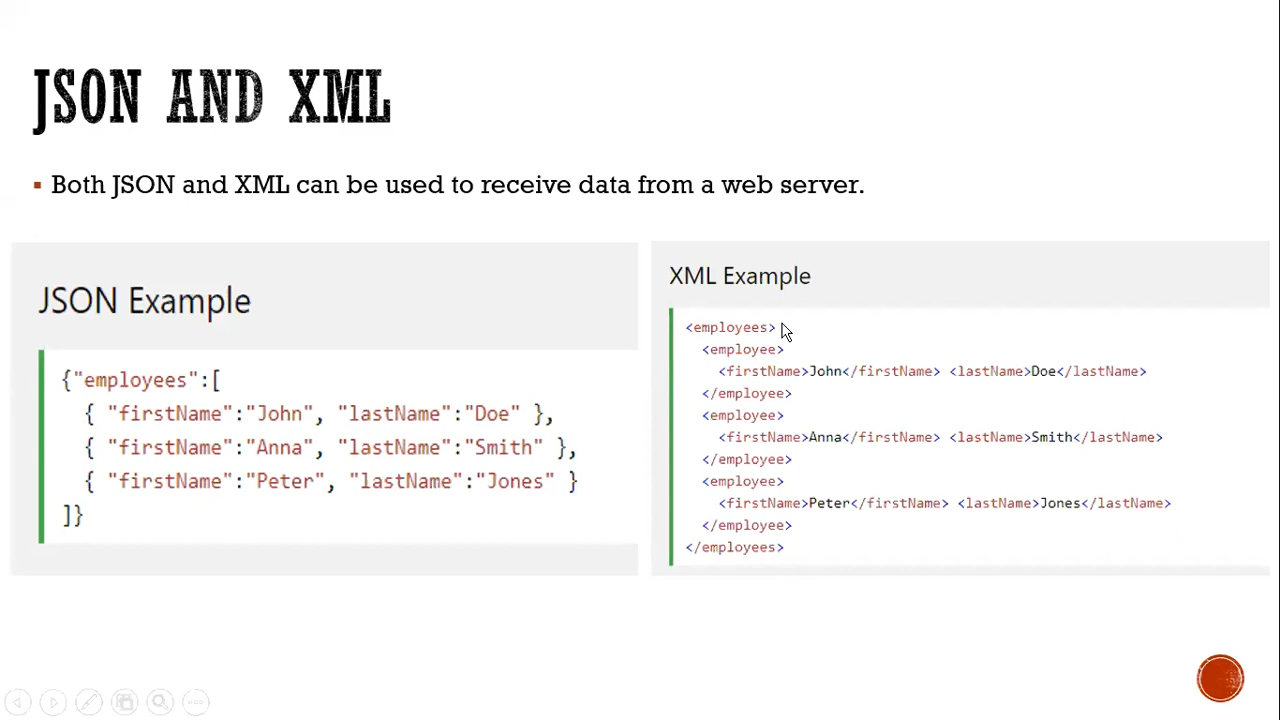 JSON AND XML
▪ Both JSON and XML can be used to receive data from a web server.
JSON Example
{"employees":[
  { "firstName":"John", "lastName":"Doe" },
  { "firstName":"Anna", "lastName":"Smith" },
  { "firstName":"Peter", "lastName":"Jones" }
]}
XML Example
<employees>
  <employee>
    <firstName>John</firstName> <lastName>Doe</lastName>
  </employee>
  <employee>
    <firstName>Anna</firstName> <lastName>Smith</lastName>
  </employee>
  <employee>
    <firstName>Peter</firstName> <lastName>Jones</lastName>
  </employee>
</employees>